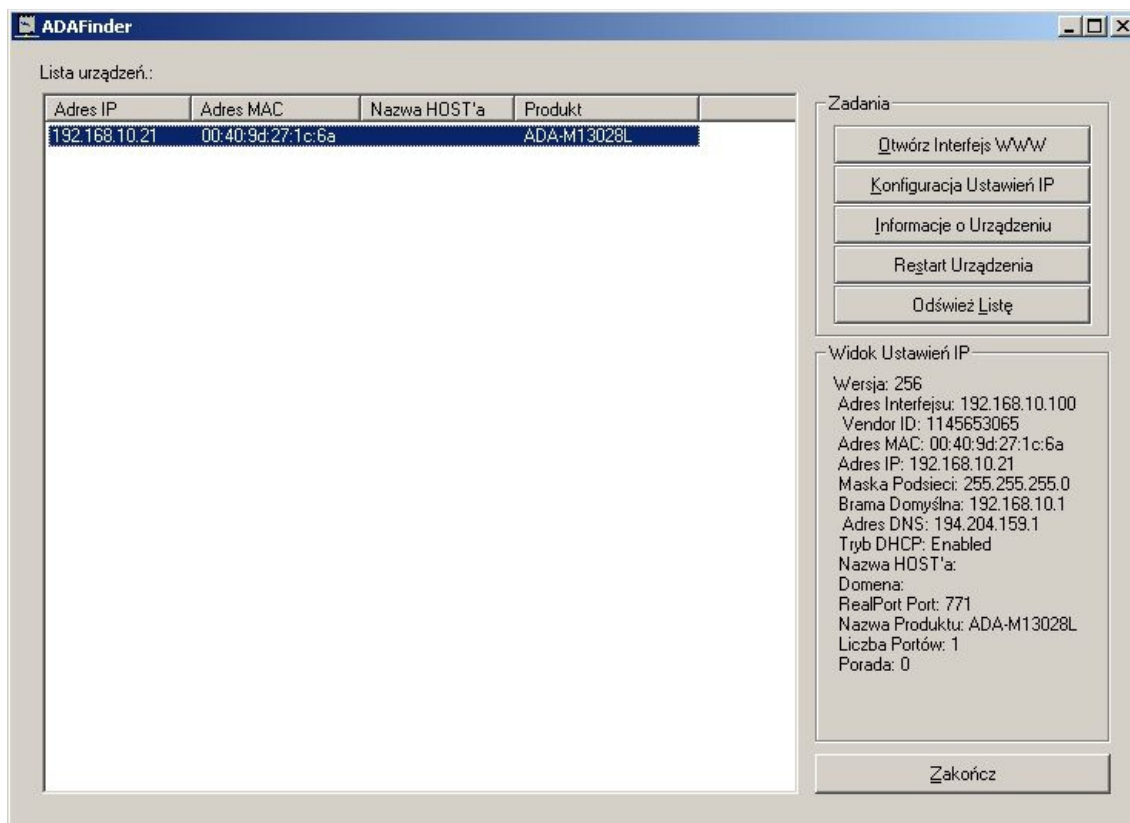 ADAFinder
Lista urządzeń.:
Adres IP Adres MAC Nazwa HOST'a Produkt
192.168.10.21 00:40:9d:27:1c:6a ADA-M13028L
Zadania
Otwórz Interfejs WWW
Konfiguracja Ustawień IP
Informacje o Urządzeniu
Restart Urządzenia
Odśwież Listę
Widok Ustawień IP
Wersja: 256
Adres Interfejsu: 192.168.10.100
Vendor ID: 1145653065
Adres MAC: 00:40:9d:27:1c:6a
Adres IP: 192.168.10.21
Maska Podsieci: 255.255.255.0
Brama Domyślna: 192.168.10.1
Adres DNS: 194.204.159.1
Tryb DHCP: Enabled
Nazwa HOST'a:
Domena:
RealPort Port: 771
Nazwa Produktu: ADA-M13028L
Liczba Portów: 1
Porada: 0
Zakończ